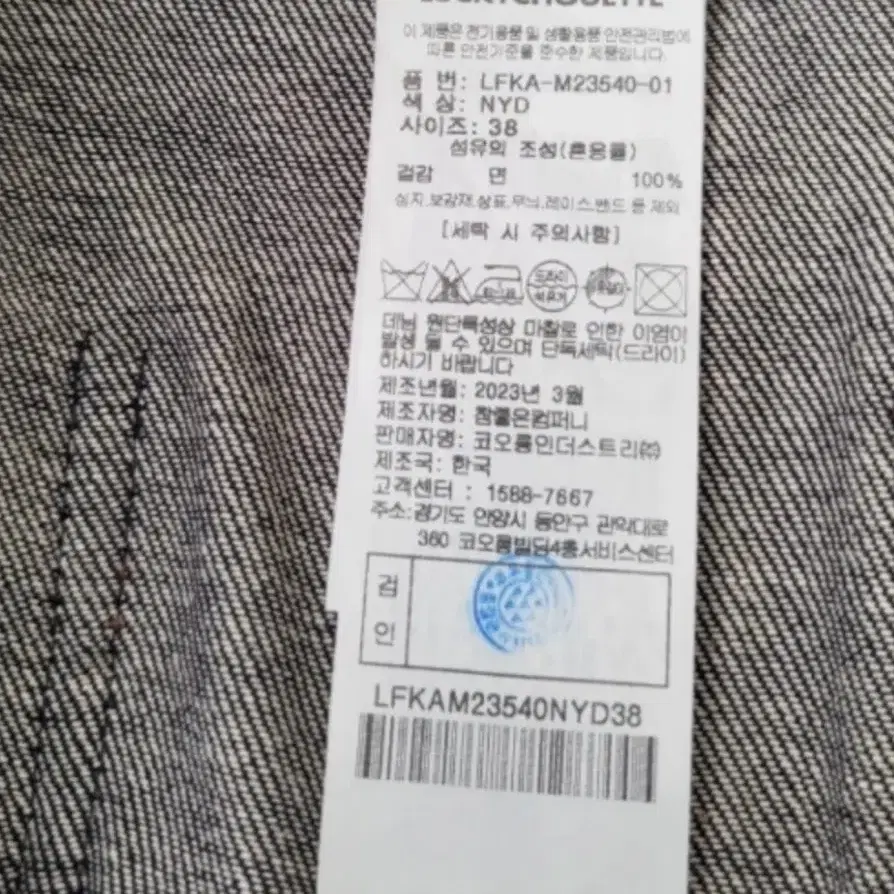 LUCKYCHOUETTE
이 제품은 전기용품 및 생활용품 안전관리법에
따른 안전기준을 준수한 제품입니다.
품 번: LFKA-M23540-01
색 상: NYD
사이즈: 38
섬유의 조성(혼용률)
겉감 면 100%
심지,보강재,상표,무늬,레이스밴드 등 제외
[세탁 시 주의사항]
드라이
데님 원단특성상 마찰로 인한 이염이
발생 될 수 있으며 단독세탁(드라이)
하시기 바랍니다
제조년월: 2023년 3월
제조자명: 참좋은컴퍼니
판매자명: 코오롱인더스트리㈜
제조국: 한국
고객센터 : 1588-7667
주소:경기도 안양시 동안구 관악대로
360 코오롱빌딩4층서비스센터
검
인
LFKAM23540NYD38